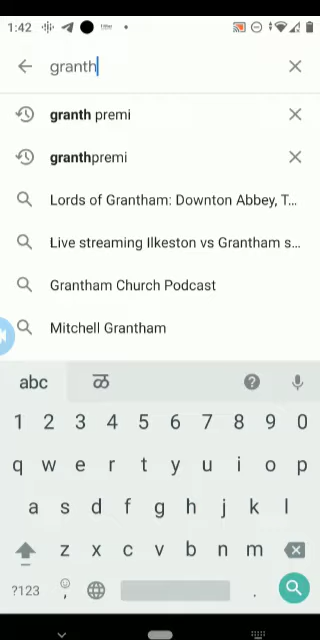 1:42
granth
granth premi
granthpremi
Lords of Grantham: Downton Abbey, T...
Live streaming Ilkeston vs Grantham s...
Grantham Church Podcast
Mitchell Grantham
abc ?
1 2 3 4 5 6 7 8 9 0
q w e r t y u i o p
a s d f g h j k l
z x c v b n m
?123 , .